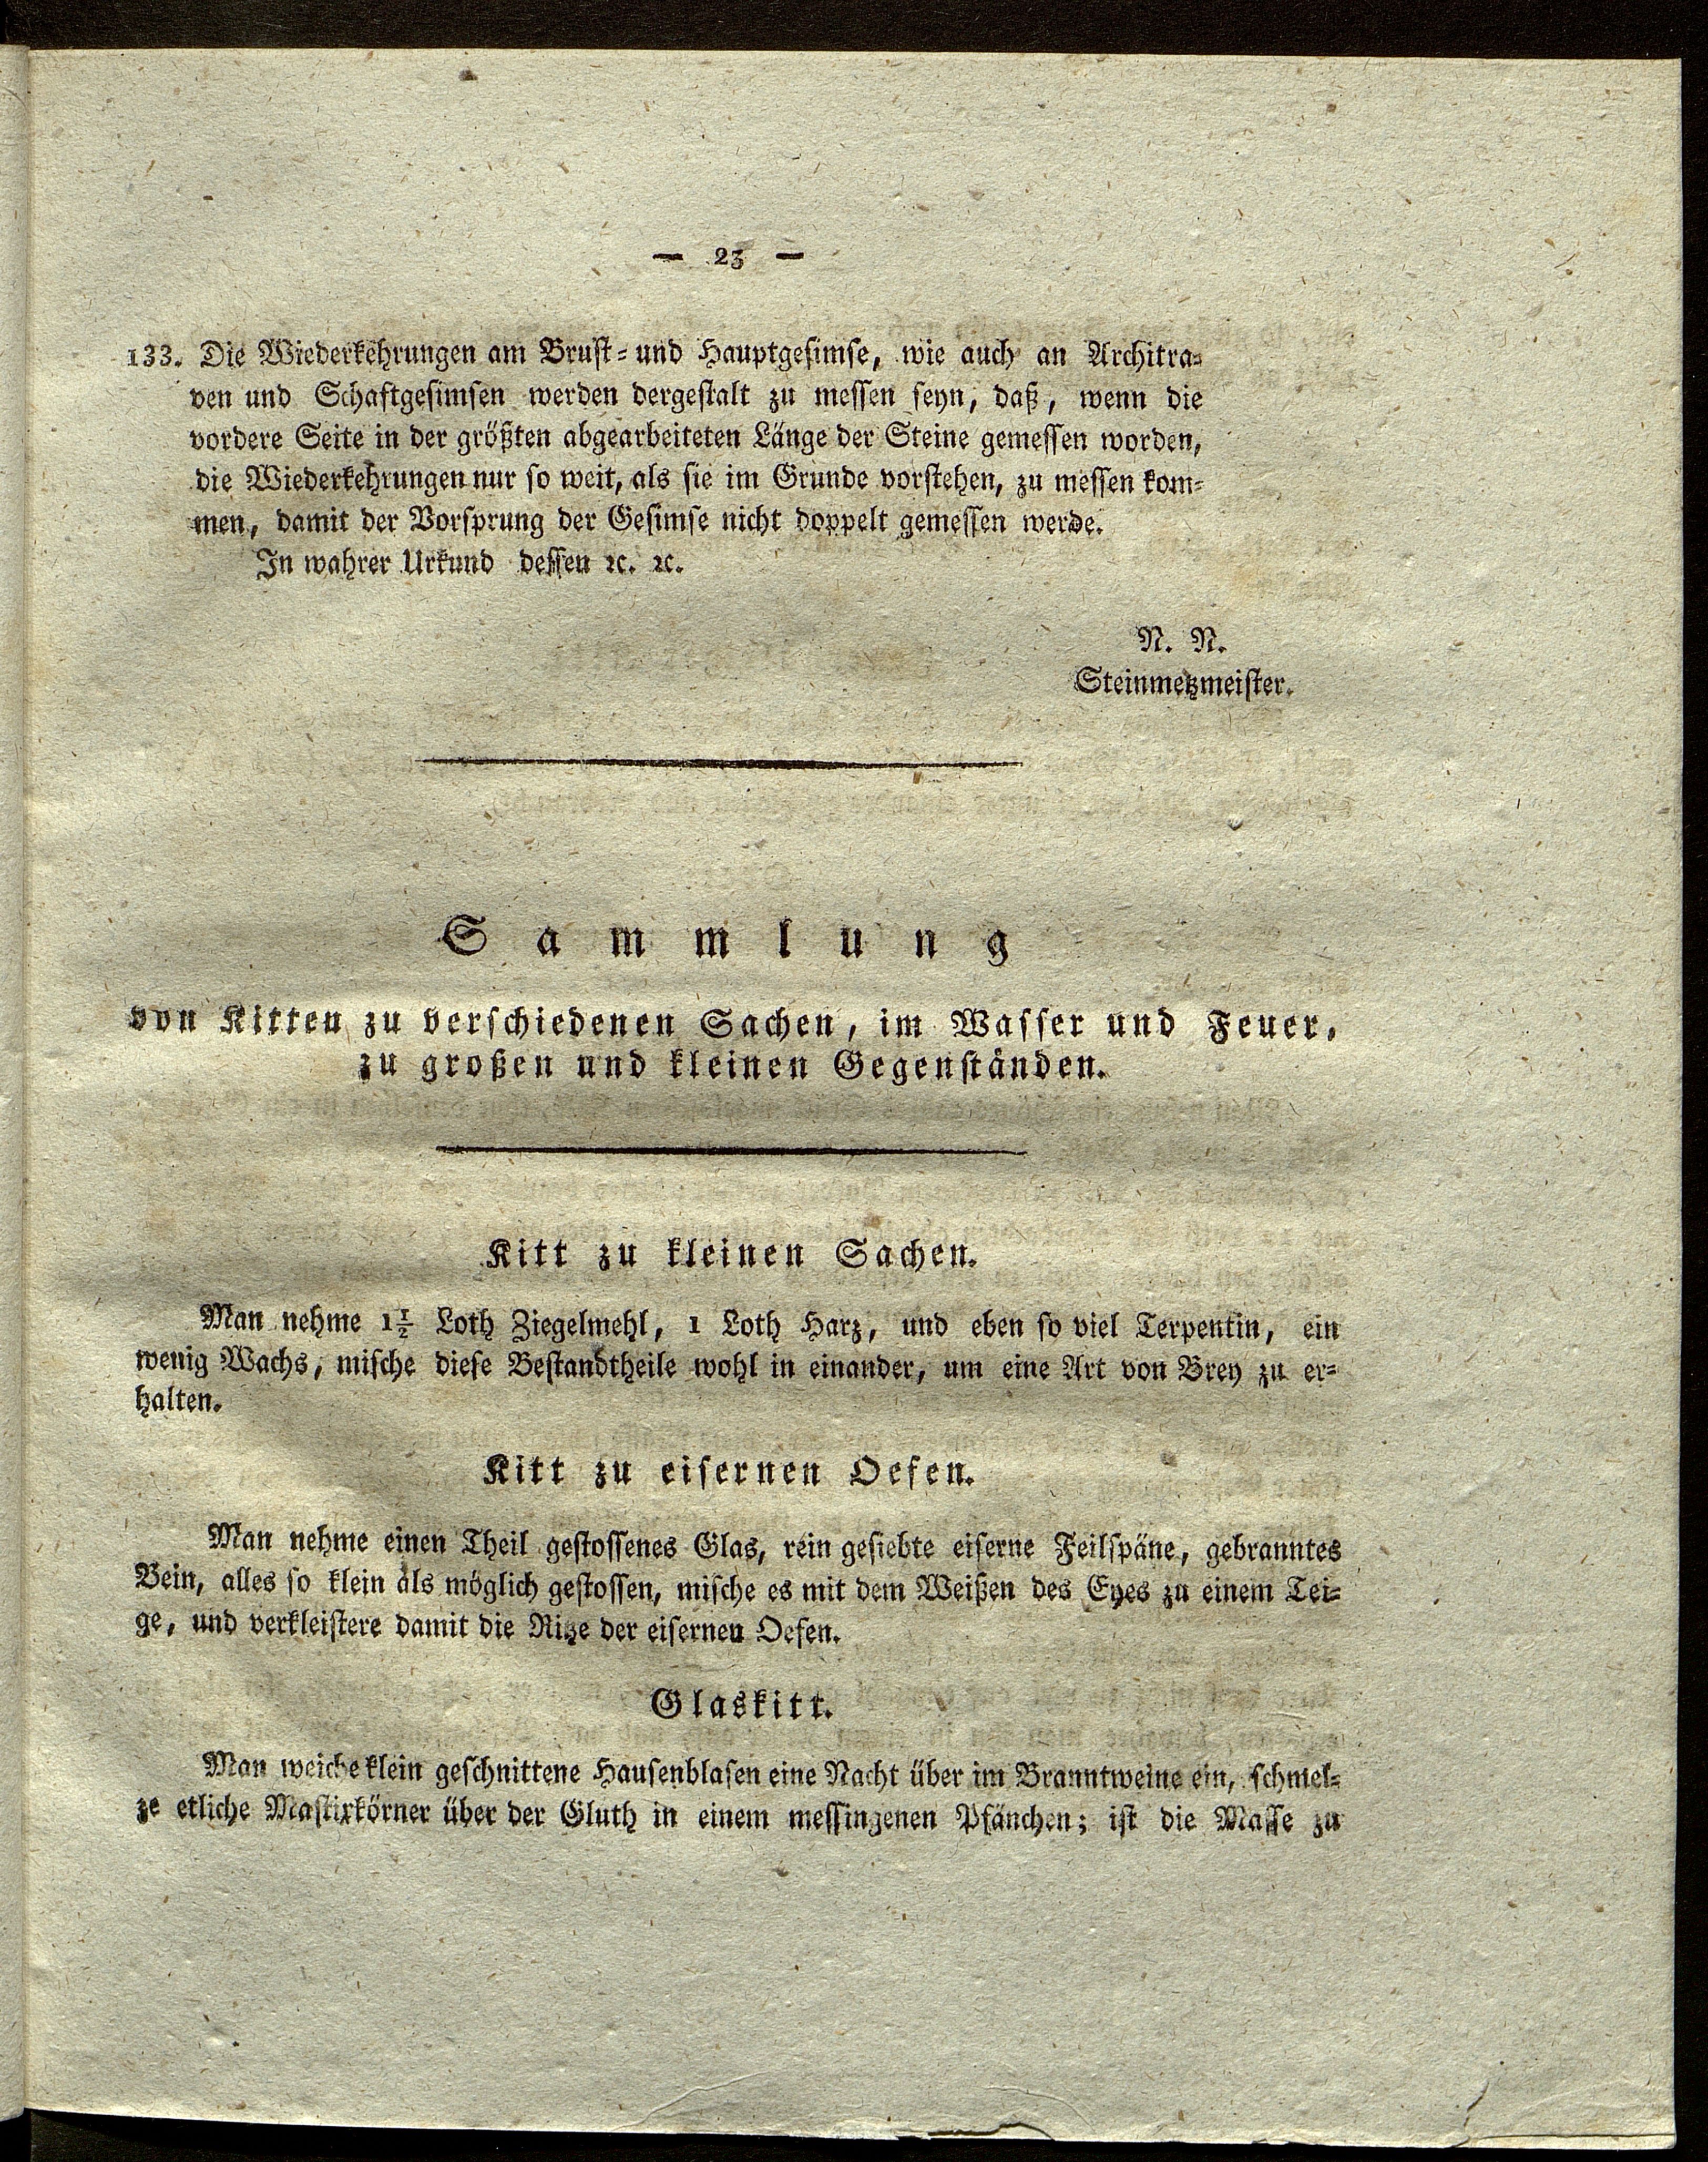 — 23 —
133. Die Wiederkehrungen am Brust= und Hauptgesimse, wie auch an Architra=
ven und Schaftgesimsen werden dergestalt zu messen seyn, daß, wenn die
vordere Seite in der größten abgearbeiteten Länge der Steine gemessen worden,
die Wiederkehrungen nur so weit, als sie im Grunde vorstehen, zu messen kom=
men, damit der Vorsprung der Gesimse nicht doppelt gemessen werde.
In wahrer Urkund dessen ꝛc. ꝛc.
N. N.
Steinmetzmeister.
Sammlung
von Kitten zu verschiedenen Sachen, im Wasser und Feuer,
zu großen und kleinen Gegenständen.
Kitt zu kleinen Sachen.
Man nehme 1½ Loth Ziegelmehl, 1 Loth Harz, und eben so viel Terpentin, ein
wenig Wachs, mische diese Bestandtheile wohl in einander, um eine Art von Brey zu er=
halten.
Kitt zu eisernen Oefen.
Man nehme einen Theil gestossenes Glas, rein gesiebte eiserne Feilspäne, gebranntes
Bein, alles so klein als möglich gestossen, mische es mit dem Weißen des Eyes zu einem Tei=
ge, und verkleistere damit die Ritze der eisernen Oefen.
Glaskitt.
Man weiche klein geschnittene Hausenblasen eine Nacht über im Branntweine ein, schmel=
ze etliche Mastixkörner über der Gluth in einem messingenen Pfänchen; ist die Masse zu